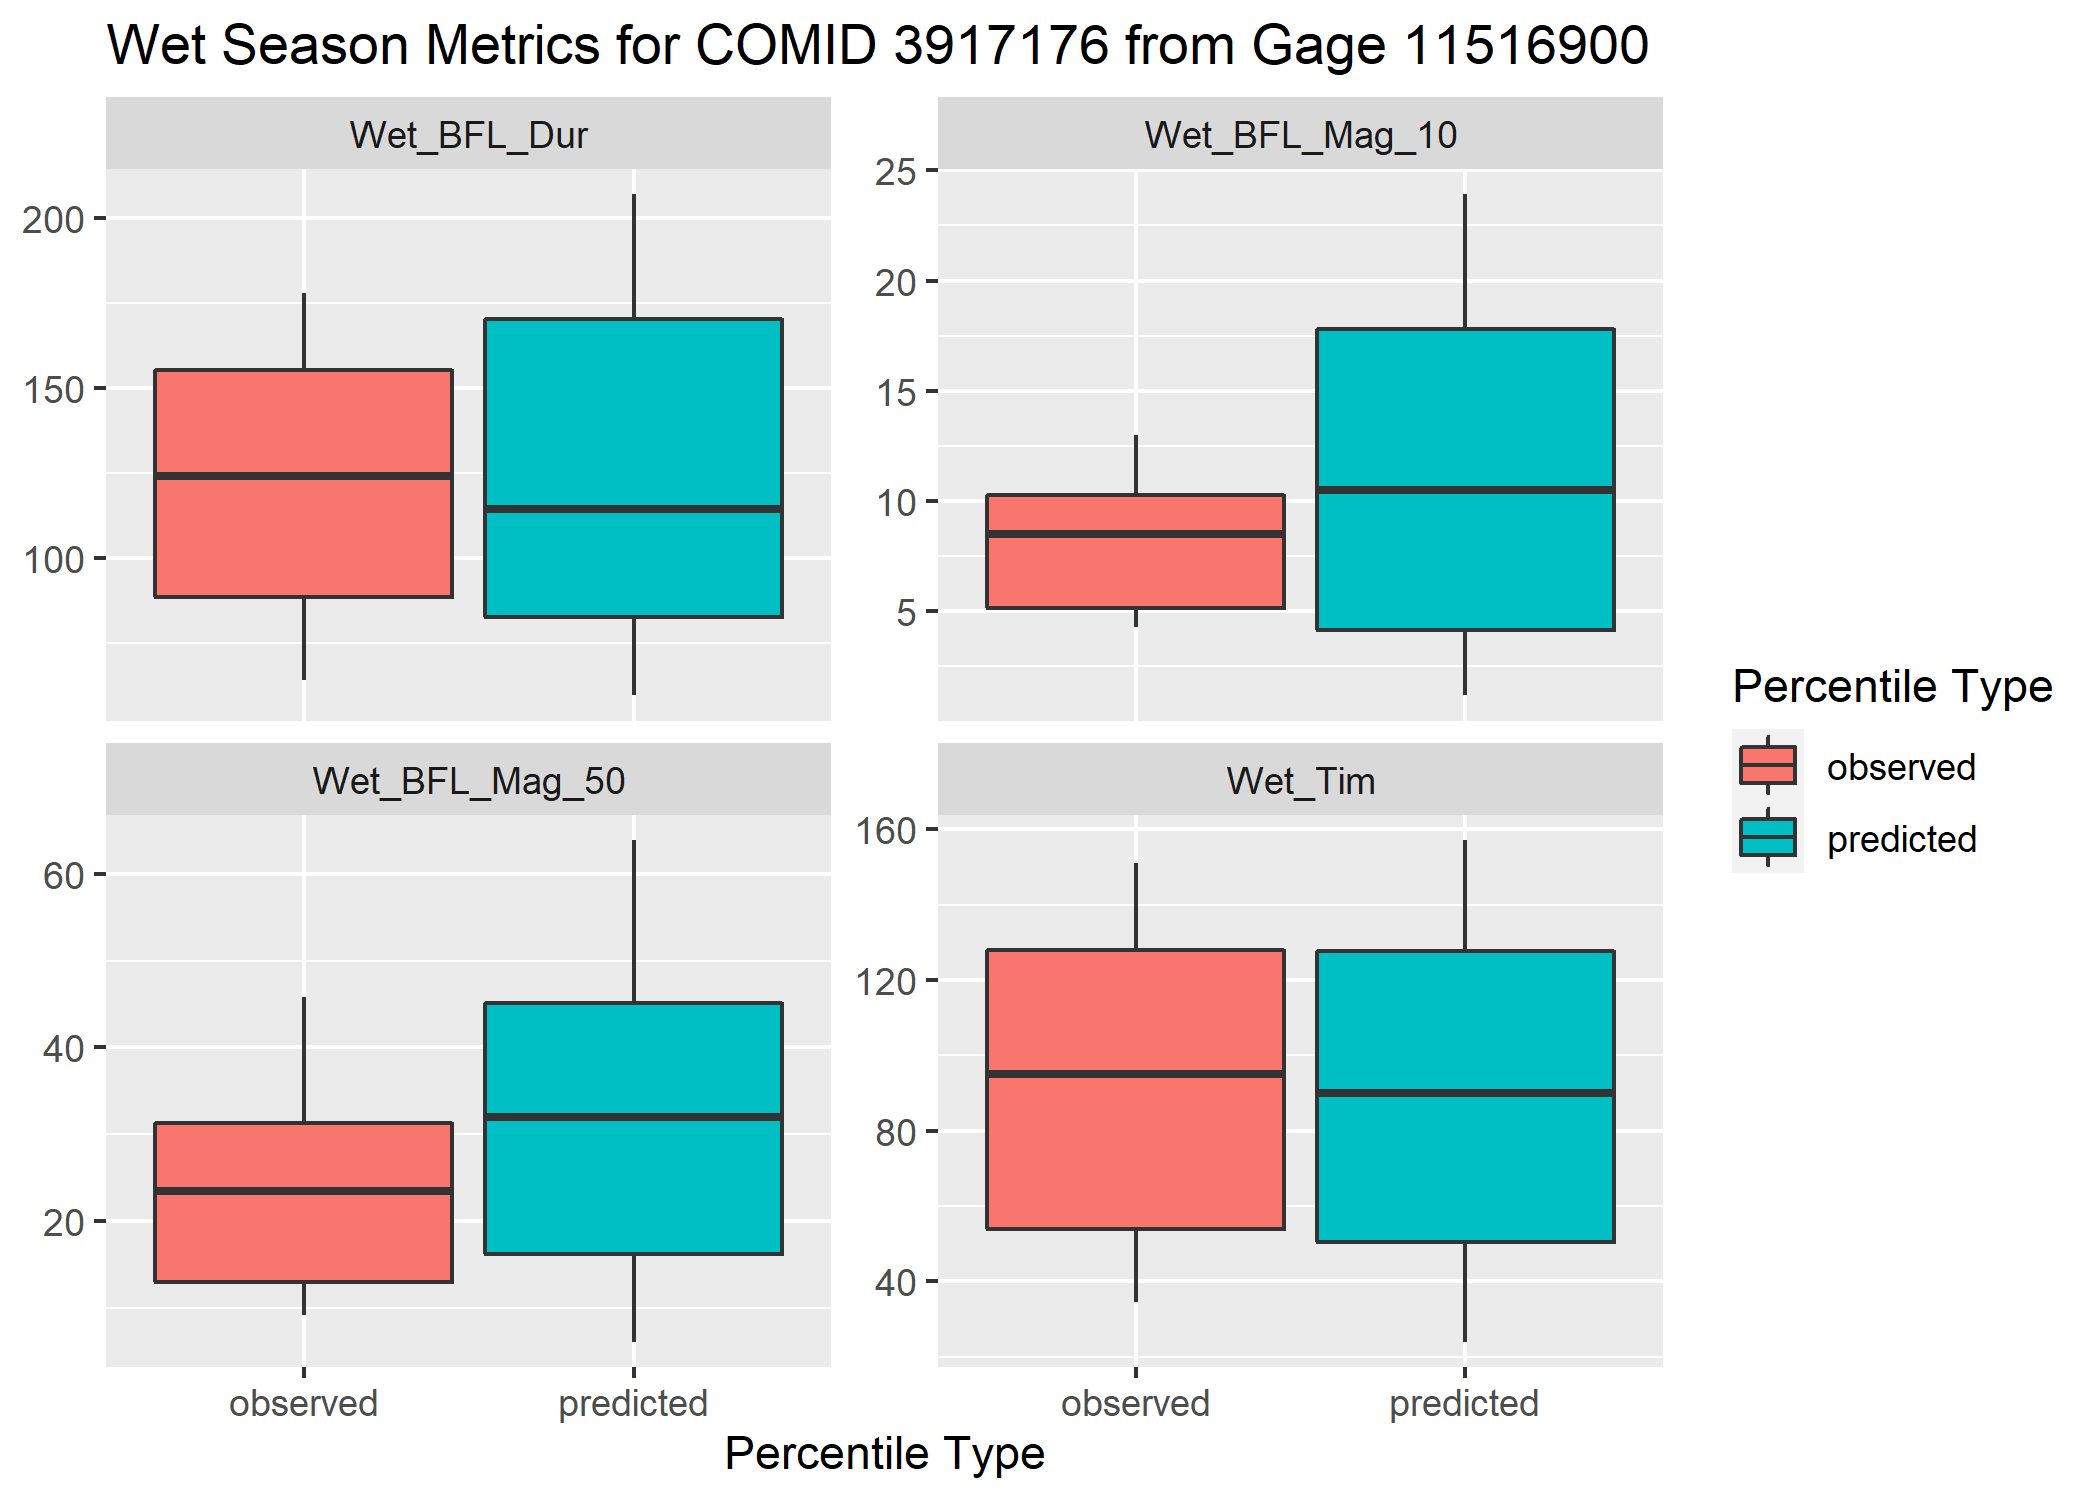 Wet Season Metrics for COMID 3917176 from Gage 11516900
Wet_BFL_Dur
200
150
100
Wet_BFL_Mag_10
25
20
15
10
5
Wet_BFL_Mag_50
60
40
20
observed
predicted
Wet_Tim
160
120
80
40
observed
predicted
Percentile Type
Percentile Type
observed
predicted